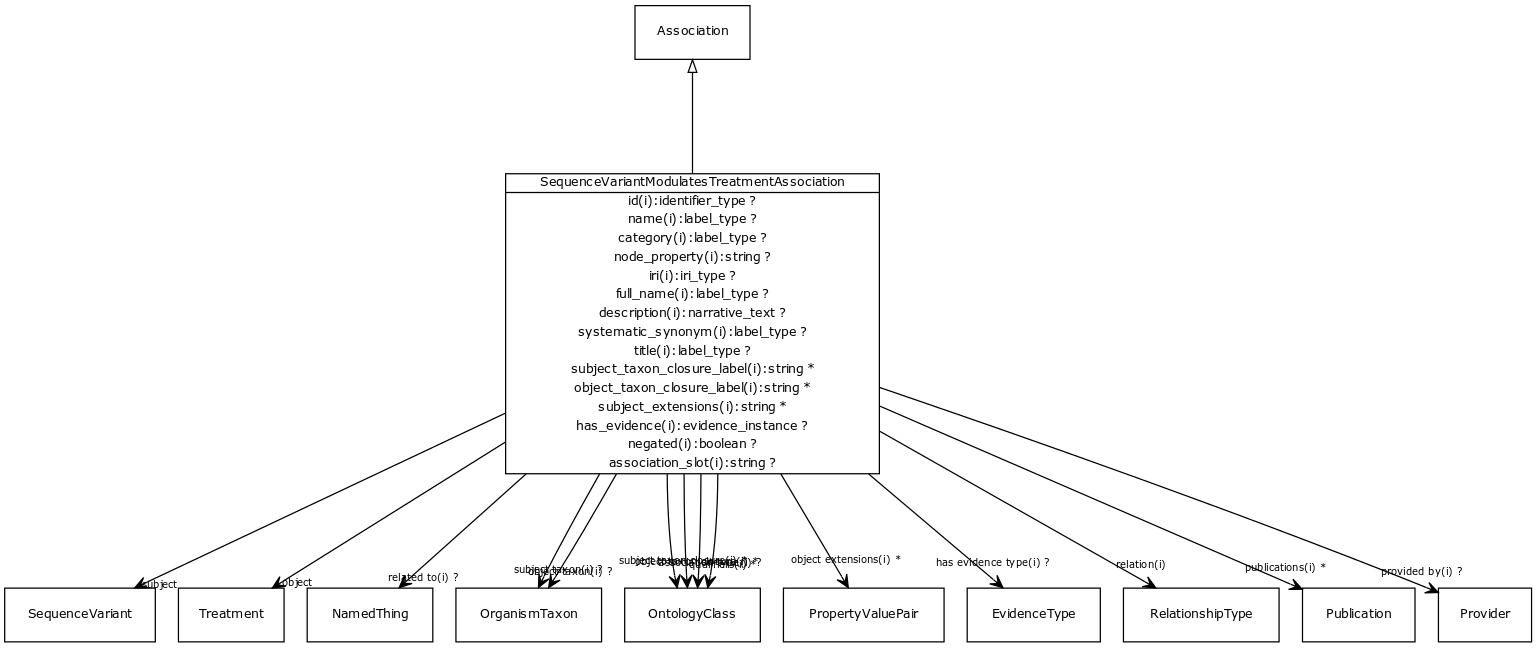 Association
SequenceVariantModulatesTreatmentAssociation
id(i):identifier_type ?
name(i):label_type ?
category(i):label_type ?
node_property(i):string ?
iri(i):iri_type ?
full_name(i):label_type ?
description(i):narrative_text ?
systematic_synonym(i):label_type ?
title(i):label_type ?
subject_taxon_closure_label(i):string *
object_taxon_closure_label(i):string *
subject_extensions(i):string *
has_evidence(i):evidence_instance ?
negated(i):boolean ?
association_slot(i):string ?
subject
object
related to(i) ?
subject taxon(i) ?
object taxon(i) ?
object extensions(i) *
has evidence type(i) ?
relation(i)
publications(i) *
provided by(i) ?
SequenceVariant
Treatment
NamedThing
OrganismTaxon
OntologyClass
PropertyValuePair
EvidenceType
RelationshipType
Publication
Provider